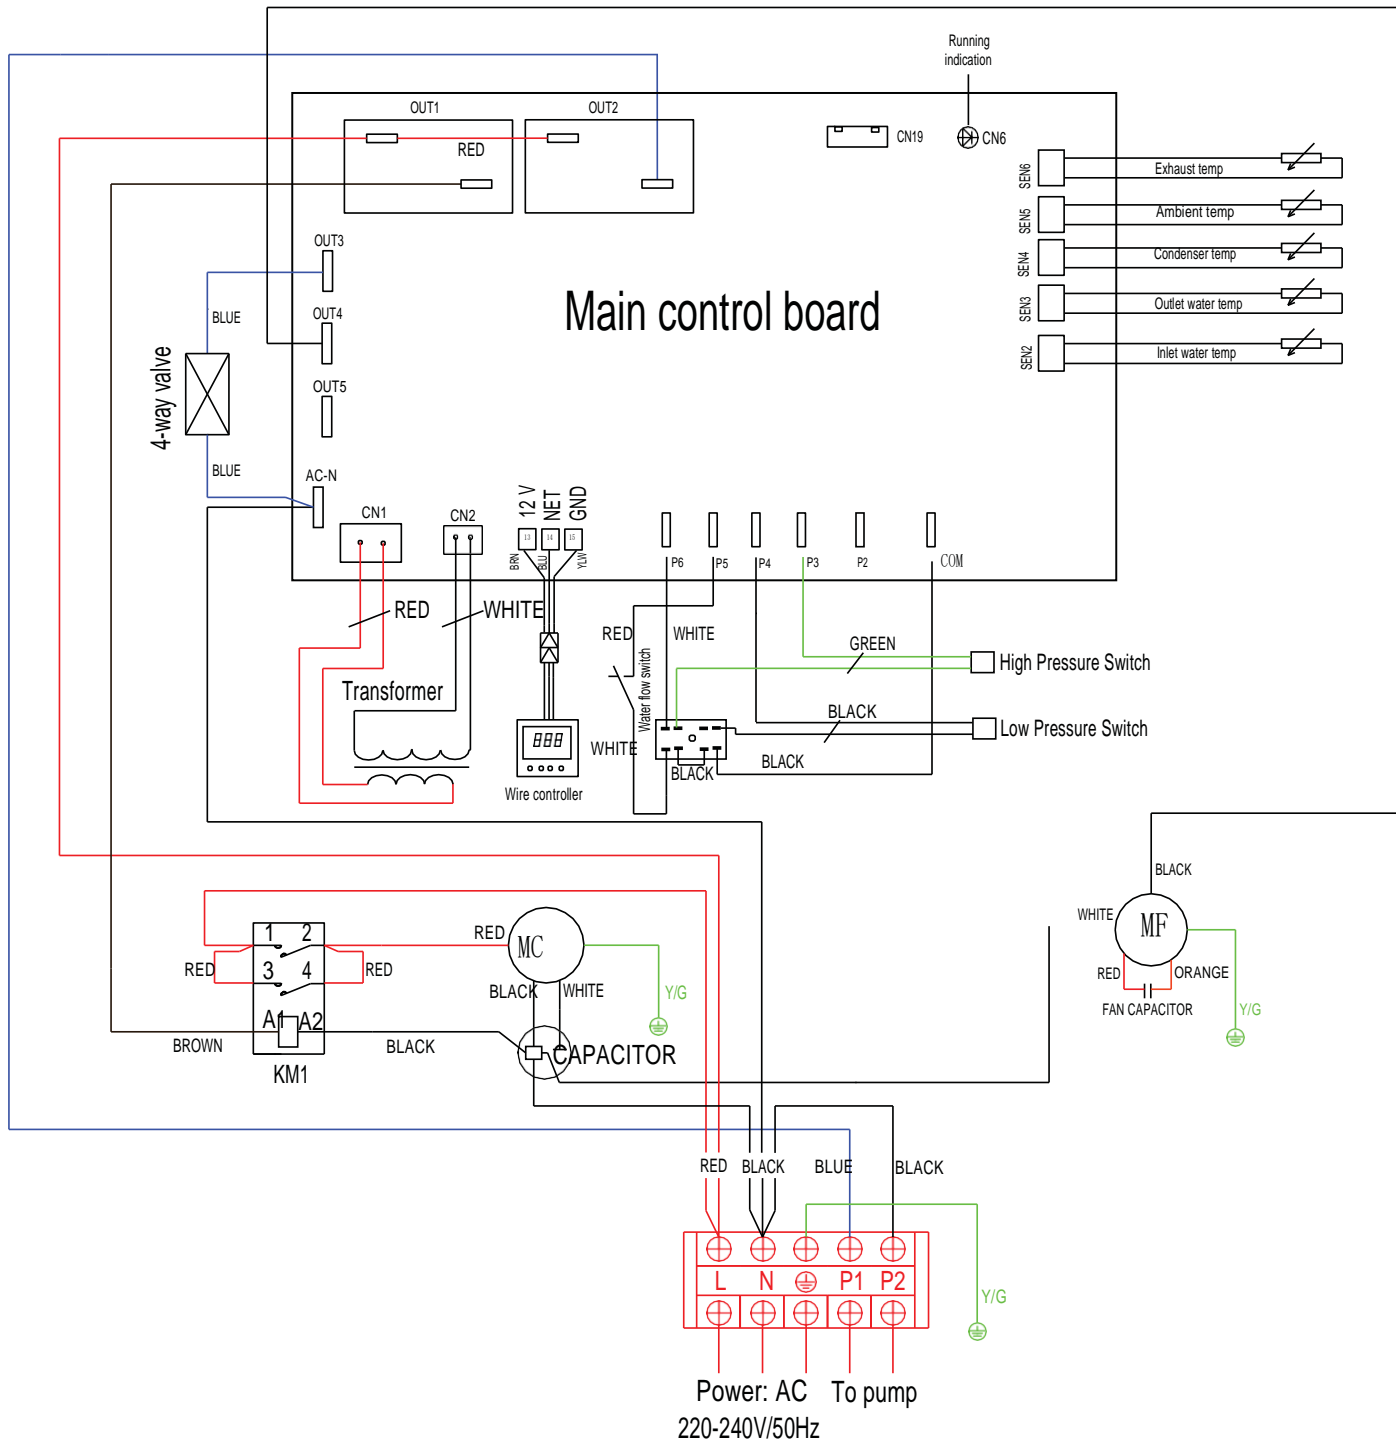 Running
indication
OUT1
OUT2
RED
CN19
CN6
SEN6
Exhaust temp
SEN5
Ambient temp
SEN4
Condenser temp
SEN3
Outlet water temp
SEN2
Inlet water temp
OUT3
BLUE
OUT4
Main control board
4-way valve
OUT5
BLUE
AC-N
CN1
CN2
12 V
NET
GND
13
14
15
BRN
BLU
YLW
P6
P5
P4
P3
P2
COM
RED
WHITE
RED
WHITE
Water flow switch
GREEN
High Pressure Switch
Transformer
BLACK
Low Pressure Switch
888
WHITE
BLACK
BLACK
Wire controller
BLACK
WHITE
MF
1
2
RED
MC
3
4
RED
RED
RED
ORANGE
BLACK
WHITE
Y/G
FAN CAPACITOR
Y/G
A1
A2
BROWN
BLACK
CAPACITOR
KM1
RED
BLACK
BLUE
BLACK
L
N
P1
P2
Y/G
Power: AC
To pump
220-240V/50Hz